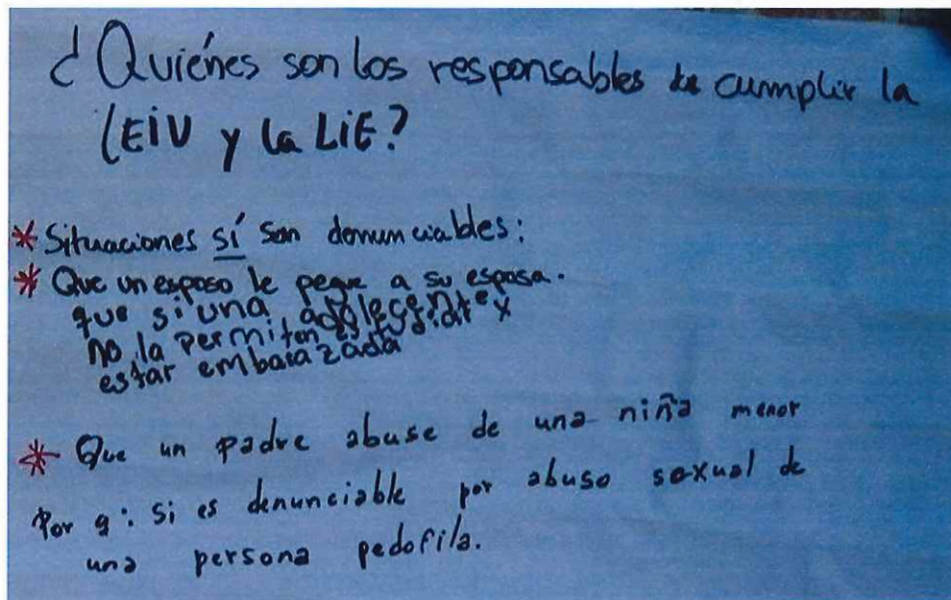 ¿Quiénes son los responsables de cumplir la
LEIV y la LIE?
* Situaciones sí son denunciables:
* Que un esposo le pegue a su esposa.
que si una adolecente
no la permiten estudiar x
estar embarazada
* Que un padre abuse de una niña menor
Por q: si es denunciable por abuso sexual de
una persona pedofila.